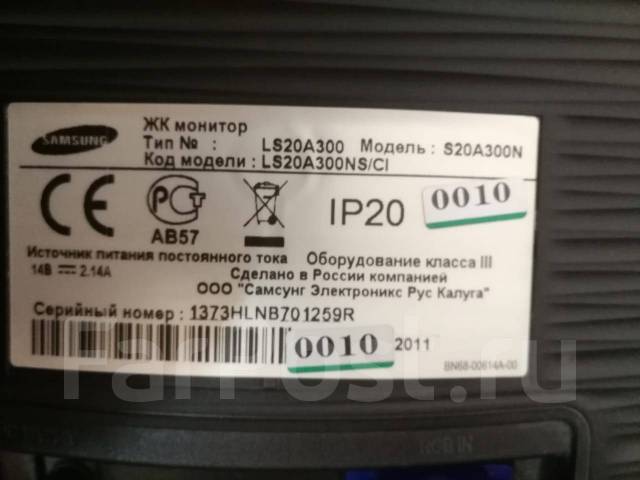 SAMSUNG
ЖК монитор
Тип № : LS20A300 Модель : S20A300N
Код модели : LS20A300NS/CI
CE
АВ57
IP20
0010
Источник питания постоянного тока Оборудование класса III
14В 2.14А
Сделано в России компанией
ООО "Самсунг Электроникс Рус Калуга"
Серийный номер : 1373HLNB701259R
0010
2011
BN68-00614A-00
FarPost.ru
IN